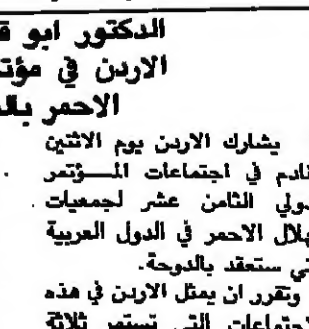 الدكتور ابو
الاردن في
الاحمر
يشارك الاردن يوم الاثنين
في اجتماعات المـــؤتمر
الثامن عشر لجمعيات
الاحمر في الدول العربية
ستعقد بالدوحة.
وتقرر ان يمثل الاردن في هذه
التي تستمر ثلاثة